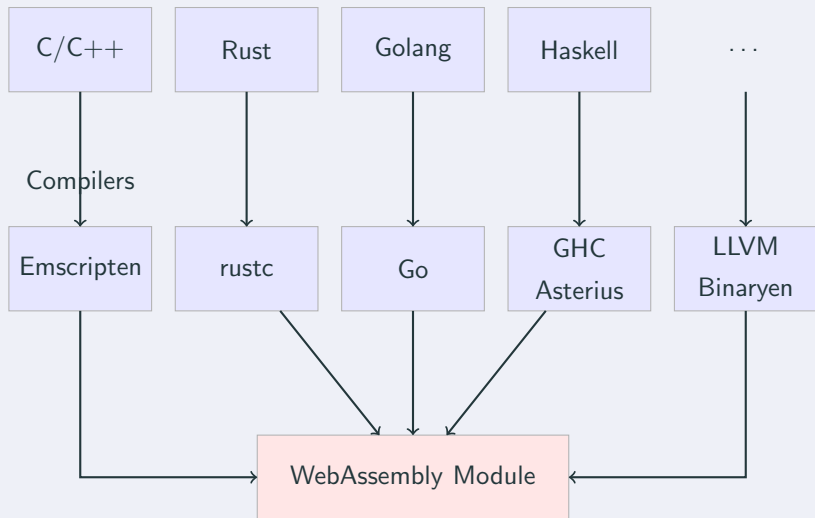 C/C++
Rust
Golang
Haskell
...
Compilers
Emscripten
rustc
Go
GHC
Asterius
LLVM
Binaryen
WebAssembly Module